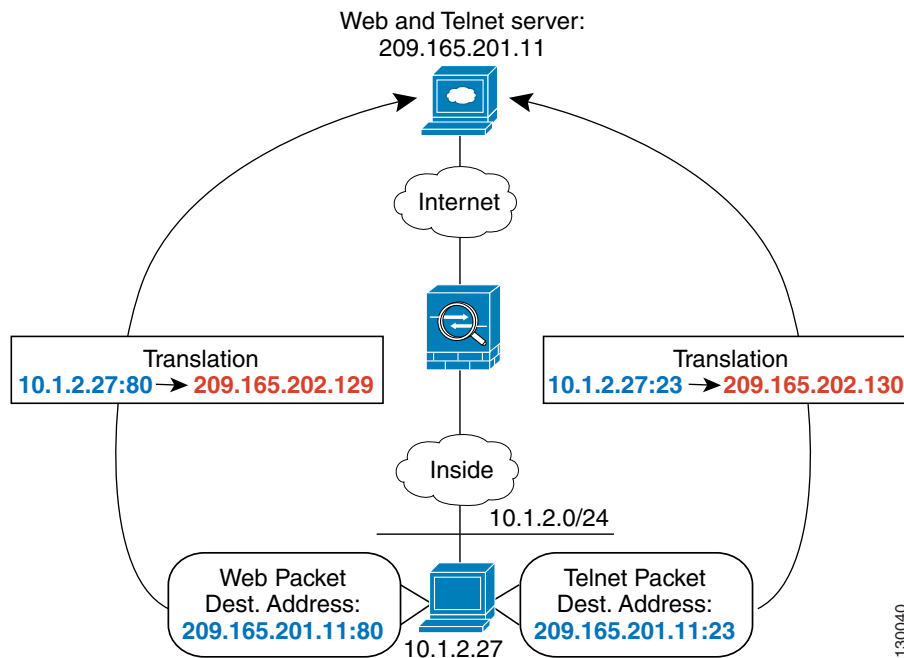 Web and Telnet server:
209.165.201.11
Internet
Translation
10.1.2.27:80 → 209.165.202.129
Translation
10.1.2.27:23 → 209.165.202.130
Inside
10.1.2.0/24
Web Packet
Dest. Address:
209.165.201.11:80
Telnet Packet
Dest. Address:
209.165.201.11:23
10.1.2.27
130040